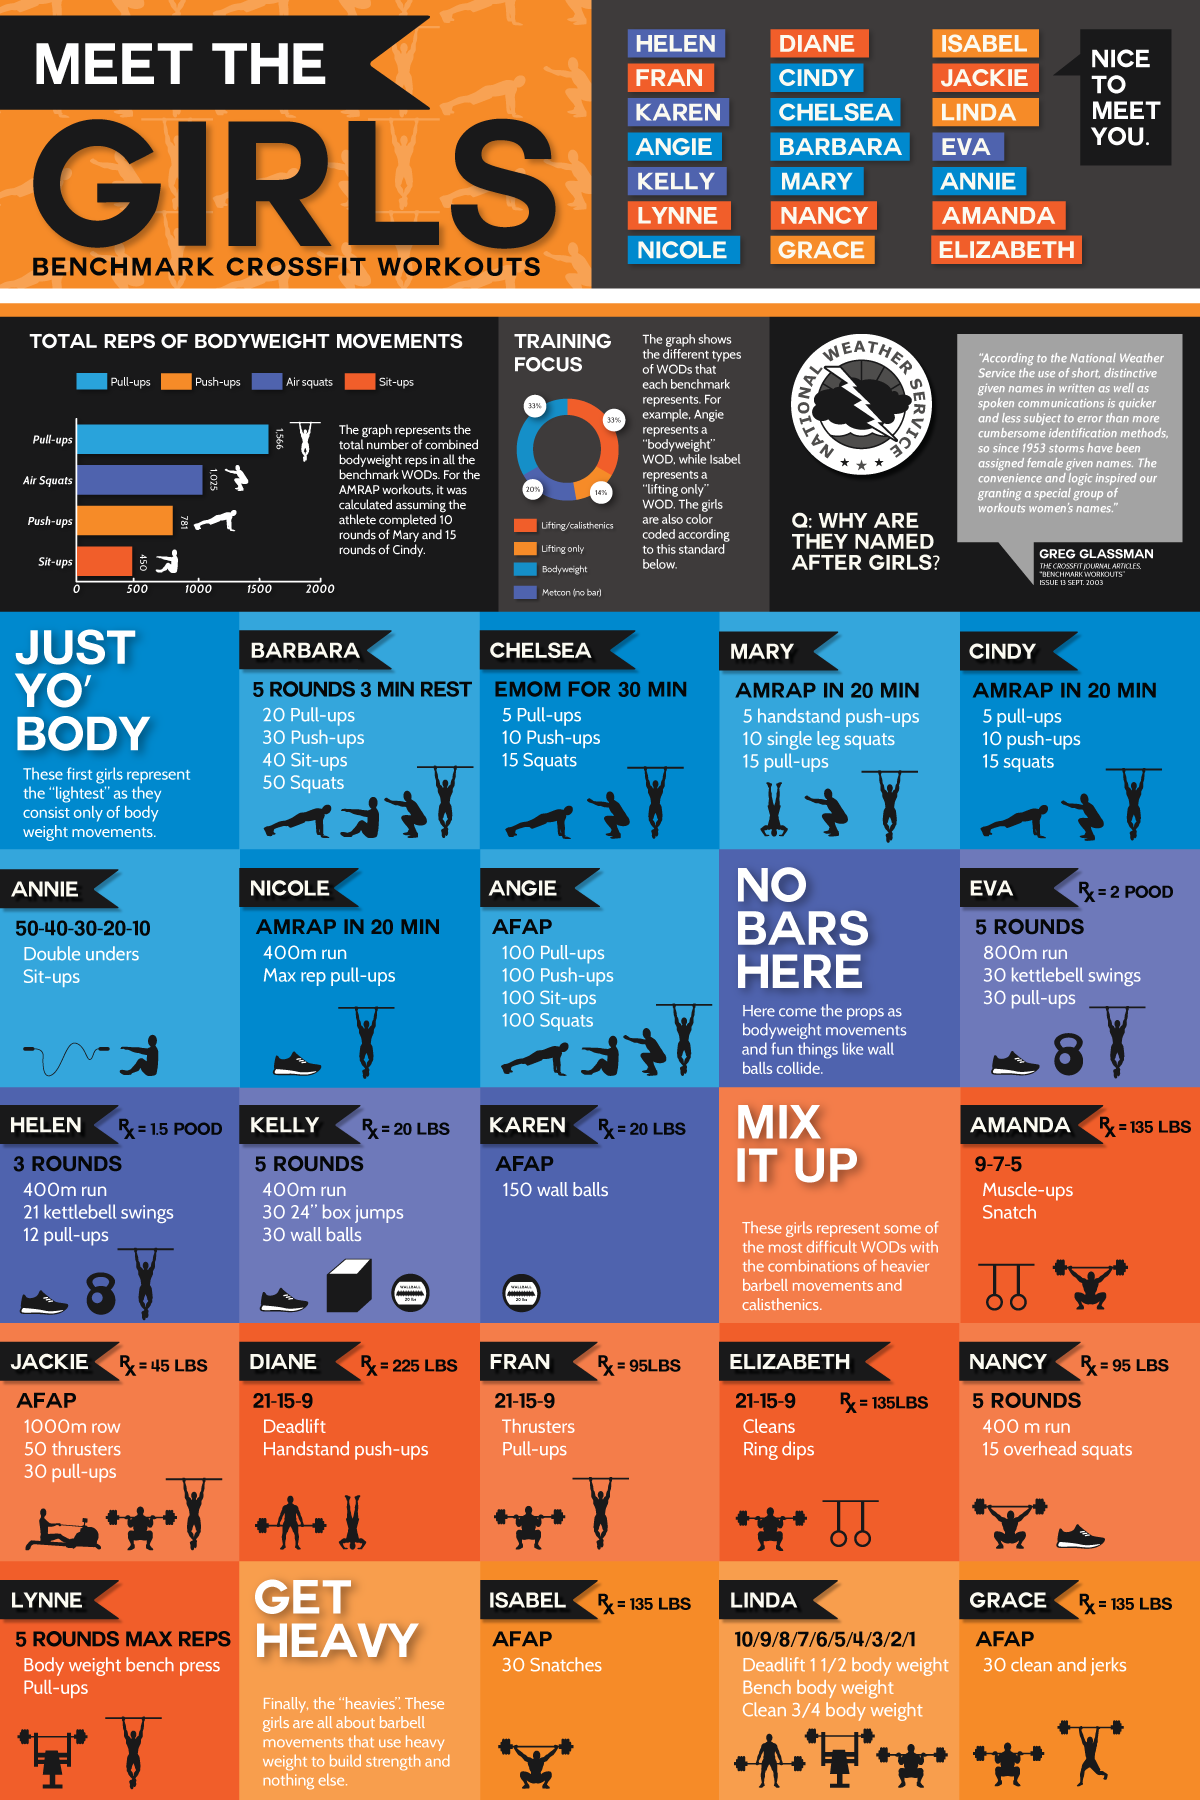 MEET THE
GIRLS
BENCHMARK CROSSFIT WORKOUTS
HELEN
FRAN
KAREN
ANGIE
KELLY
LYNNE
NICOLE
DIANE
CINDY
CHELSEA
BARBARA
MARY
NANCY
GRACE
ISABEL
JACKIE
LINDA
EVA
ANNIE
AMANDA
ELIZABETH
NICE
TO
MEET
YOU.
TOTAL REPS OF BODYWEIGHT MOVEMENTS
Pull-ups
Push-ups
Air squats
Sit-ups
Pull-ups
1,566
Air Squats
1,025
Push-ups
781
Sit-ups
450
0 500 1000 1500 2000
The graph represents the
total number of combined
bodyweight reps in all the
benchmark WODs. For the
AMRAP workouts, it was
calculated assuming the
athlete completed 10
rounds of Mary and 15
rounds of Cindy.
TRAINING
FOCUS
33%
33%
20%
14%
Lifting/calisthenics
Lifting only
Bodyweight
Metcon (no bar)
The graph shows
the different types
of WODs that
each benchmark
represents. For
example, Angie
represents a
"bodyweight"
WOD, while Isabel
represents a
"lifting only"
WOD. The girls
are also color
coded according
to this standard
below.
NATIONAL WEATHER SERVICE
Q: WHY ARE
THEY NAMED
AFTER GIRLS?
"According to the National Weather
Service the use of short, distinctive
given names in written as well as
spoken communications is quicker
and less subject to error than more
cumbersome identification methods,
so since 1953 storms have been
assigned female given names. The
convenience and logic inspired our
granting a special group of
workouts women's names."
GREG GLASSMAN
THE CROSSFIT JOURNAL ARTICLES,
"BENCHMARK WORKOUTS"
ISSUE 13 SEPT. 2003
JUST
YO'
BODY
These first girls represent
the "lightest" as they
consist only of body
weight movements.
BARBARA
5 ROUNDS 3 MIN REST
20 Pull-ups
30 Push-ups
40 Sit-ups
50 Squats
CHELSEA
EMOM FOR 30 MIN
5 Pull-ups
10 Push-ups
15 Squats
MARY
AMRAP IN 20 MIN
5 handstand push-ups
10 single leg squats
15 pull-ups
CINDY
AMRAP IN 20 MIN
5 pull-ups
10 push-ups
15 squats
ANNIE
50-40-30-20-10
Double unders
Sit-ups
NICOLE
AMRAP IN 20 MIN
400m run
Max rep pull-ups
ANGIE
AFAP
100 Pull-ups
100 Push-ups
100 Sit-ups
100 Squats
NO
BARS
HERE
Here come the props as
bodyweight movements
and fun things like wall
balls collide.
EVA
Rx = 2 POOD
5 ROUNDS
800m run
30 kettlebell swings
30 pull-ups
HELEN
Rx = 1.5 POOD
3 ROUNDS
400m run
21 kettlebell swings
12 pull-ups
KELLY
Rx = 20 LBS
5 ROUNDS
400m run
30 24" box jumps
30 wall balls
WALLBALL
20 lbs
KAREN
Rx = 20 LBS
AFAP
150 wall balls
WALLBALL
20 lbs
MIX
IT UP
These girls represent some of
the most difficult WODs with
the combinations of heavier
barbell movements and
calisthenics.
AMANDA
Rx = 135 LBS
9-7-5
Muscle-ups
Snatch
JACKIE
Rx = 45 LBS
AFAP
1000m row
50 thrusters
30 pull-ups
DIANE
Rx = 225 LBS
21-15-9
Deadlift
Handstand push-ups
FRAN
Rx = 95LBS
21-15-9
Thrusters
Pull-ups
ELIZABETH
21-15-9
Rx = 135LBS
Cleans
Ring dips
NANCY
Rx = 95 LBS
5 ROUNDS
400 m run
15 overhead squats
LYNNE
5 ROUNDS MAX REPS
Body weight bench press
Pull-ups
GET
HEAVY
Finally, the "heavies". These
girls are all about barbell
movements that use heavy
weight to build strength and
nothing else.
ISABEL
Rx = 135 LBS
AFAP
30 Snatches
LINDA
10/9/8/7/6/5/4/3/2/1
Deadlift 1 1/2 body weight
Bench body weight
Clean 3/4 body weight
GRACE
Rx = 135 LBS
AFAP
30 clean and jerks